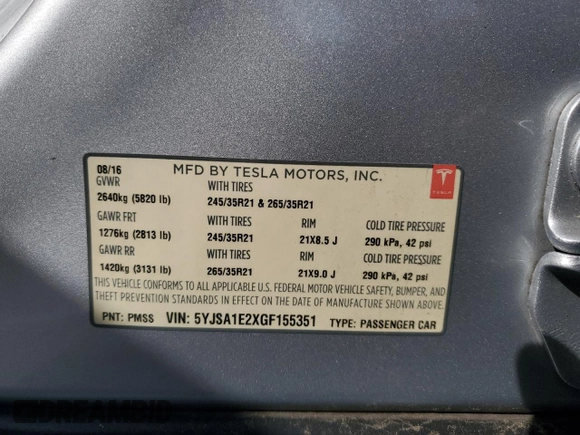 08/16 MFD BY TESLA MOTORS, INC.
GVWR WITH TIRES
2640kg (5820 lb) 245/35R21 & 265/35R21
TESLA
GAWR FRT WITH TIRES RIM COLD TIRE PRESSURE
1276kg (2813 lb) 245/35R21 21X8.5 J 290 kPa, 42 psi
GAWR RR WITH TIRES RIM COLD TIRE PRESSURE
1420kg (3131 lb) 265/35R21 21X9.0 J 290 kPa, 42 psi
THIS VEHICLE CONFORMS TO ALL APPLICABLE U.S. FEDERAL MOTOR VEHICLE SAFETY, BUMPER, AND
THEFT PREVENTION STANDARDS IN EFFECT ON THE DATE OF MANUFACTURE SHOWN ABOVE.
PNT: PMSS VIN: 5YJSA1E2XGF155351 TYPE: PASSENGER CAR